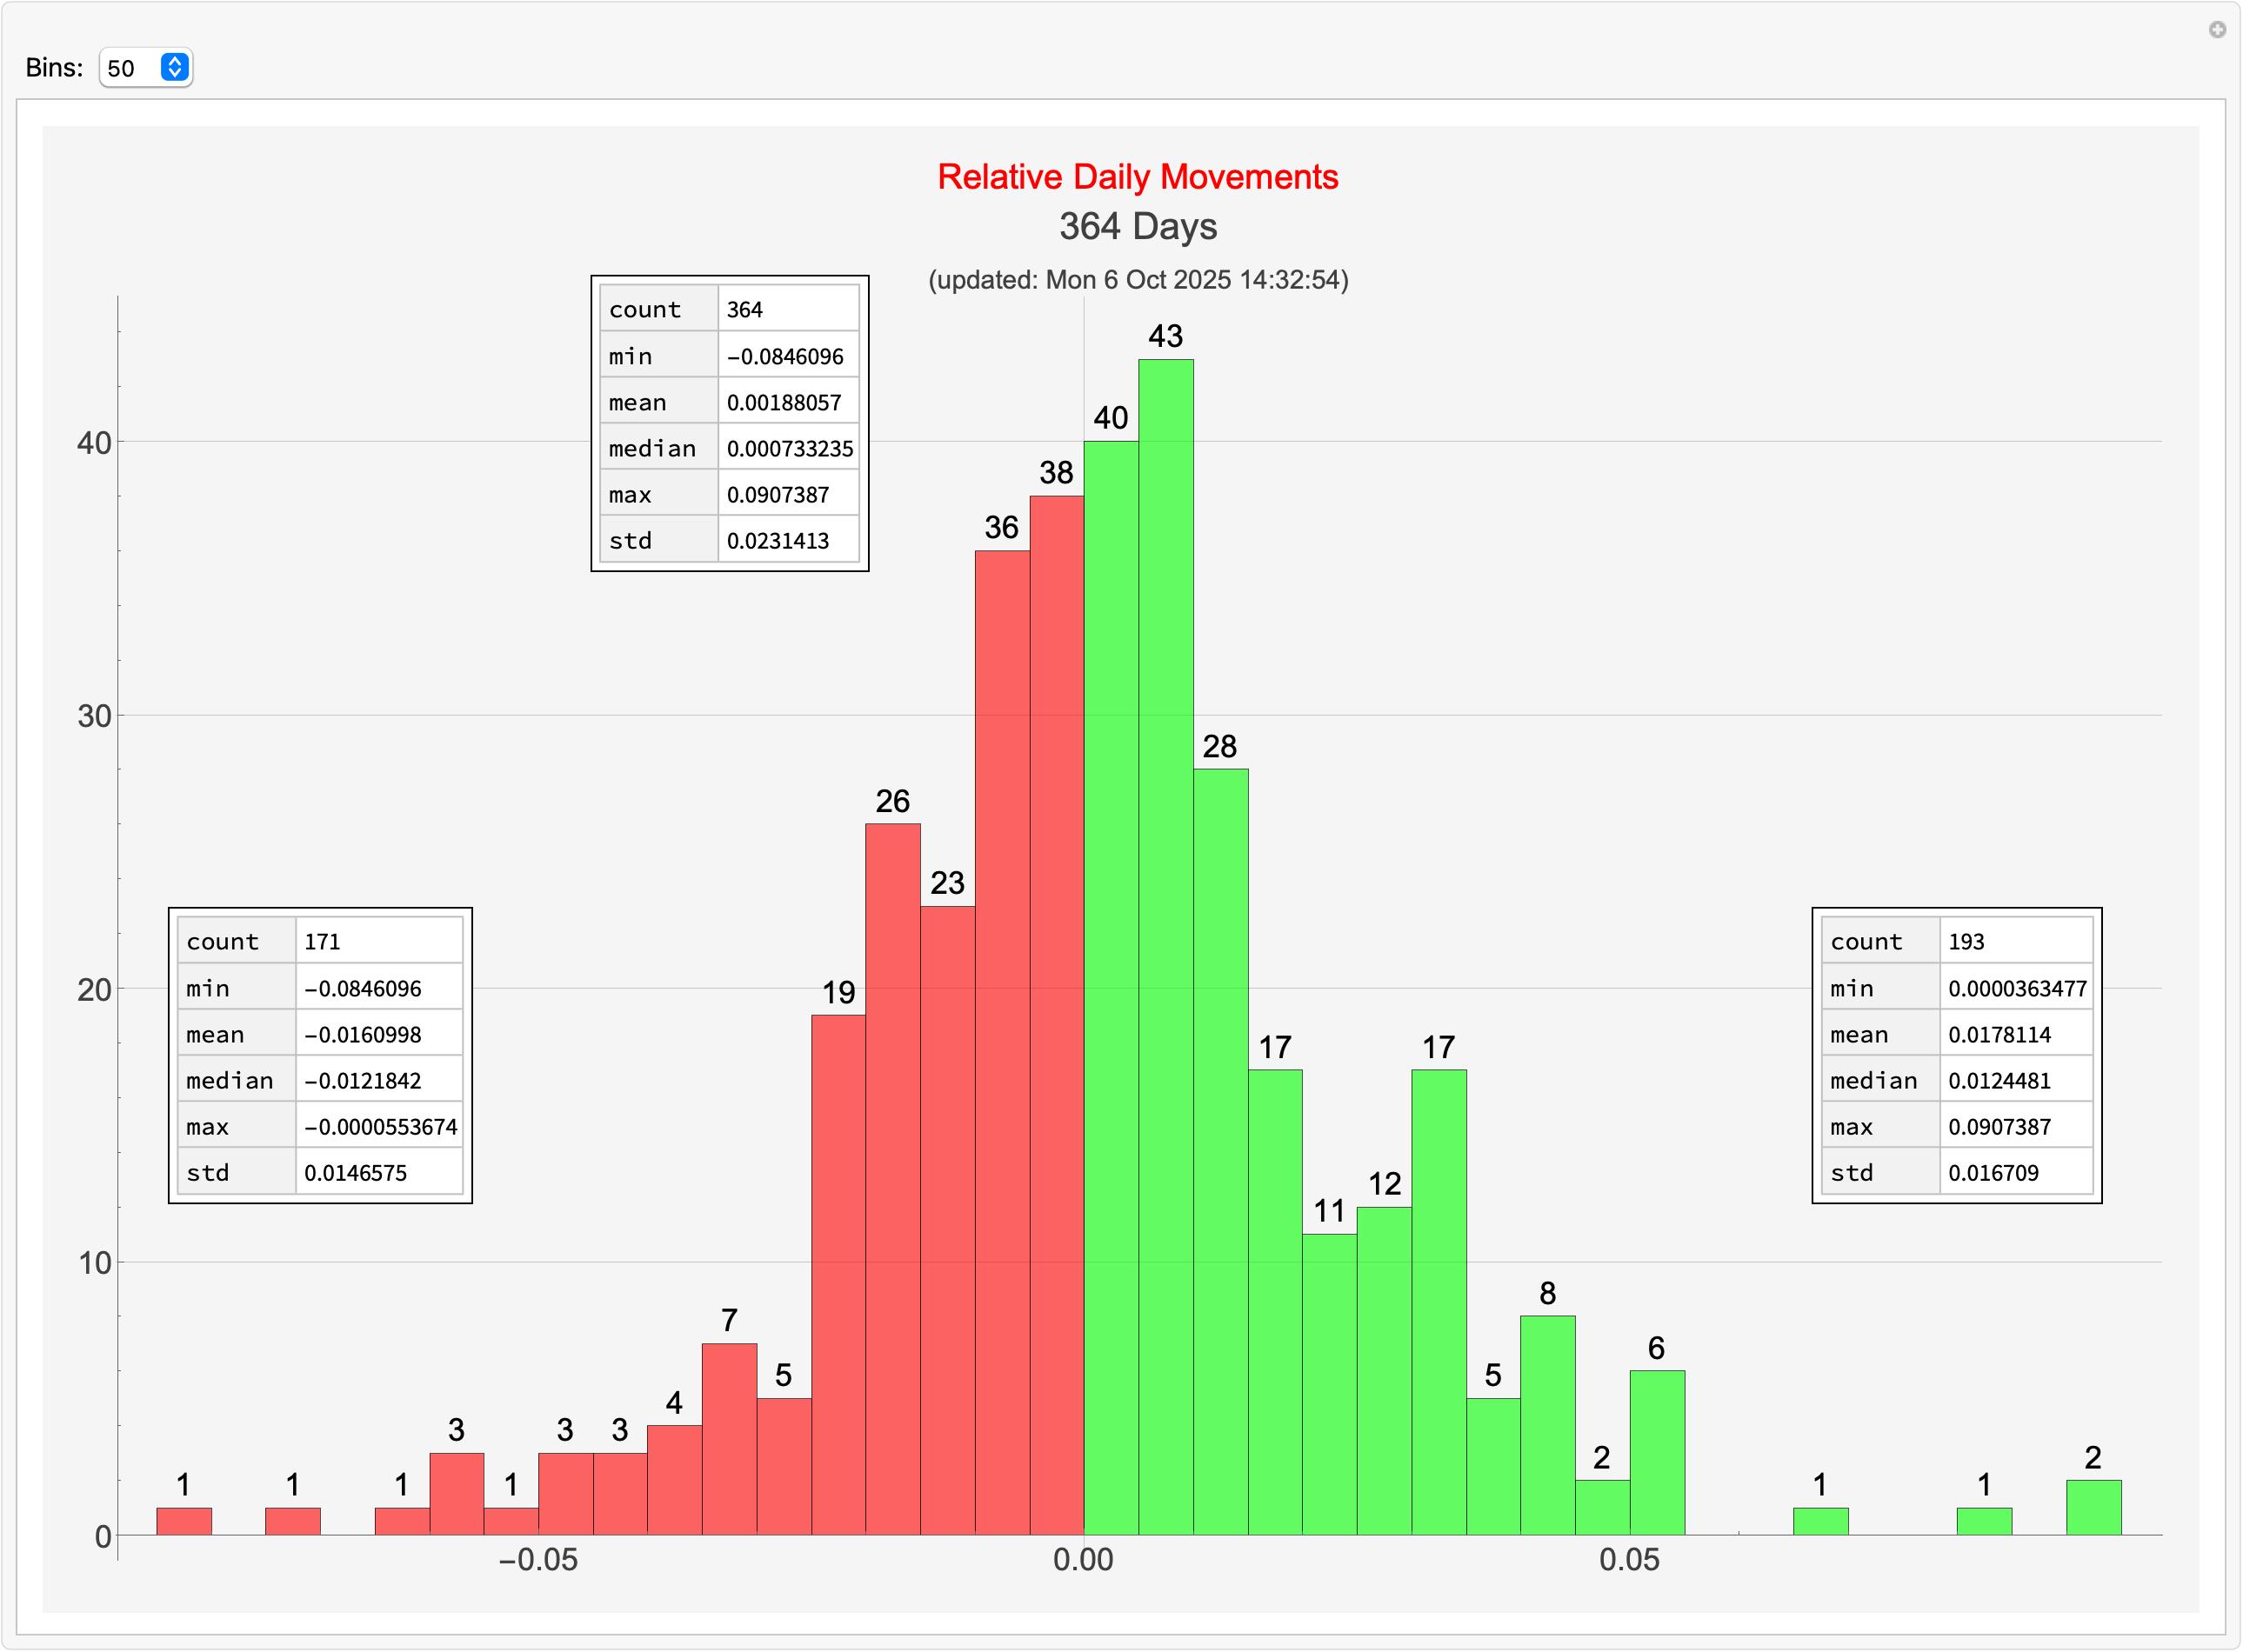 Bins: 50
Relative Daily Movements
364 Days
(updated: Mon 6 Oct 2025 14:32:54)
count 364
min −0.0846096
mean 0.00188057
median 0.000733235
max 0.0907387
std 0.0231413
count 171
min −0.0846096
mean −0.0160998
median −0.0121842
max −0.0000553674
std 0.0146575
count 193
min 0.0000363477
mean 0.0178114
median 0.0124481
max 0.0907387
std 0.016709
40
30
20
10
0
1 1 1 3 1 3 3 4 7 5 19 26 23 36 38 40 43 28 17 11 12 17 5 8 2 6 1 1 2
−0.05 0.00 0.05